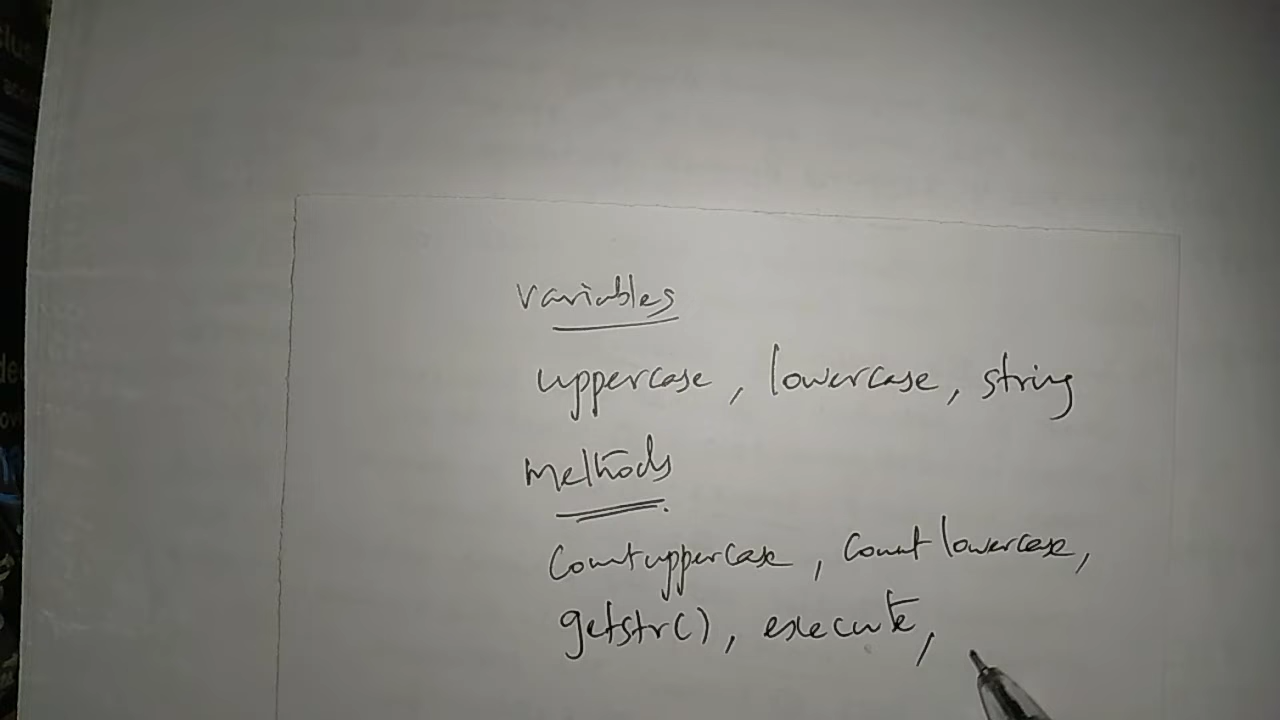 Variables
uppercase, lowercase, string
Methods
Countuppercase, Countlowercase,
getstr(), execute,